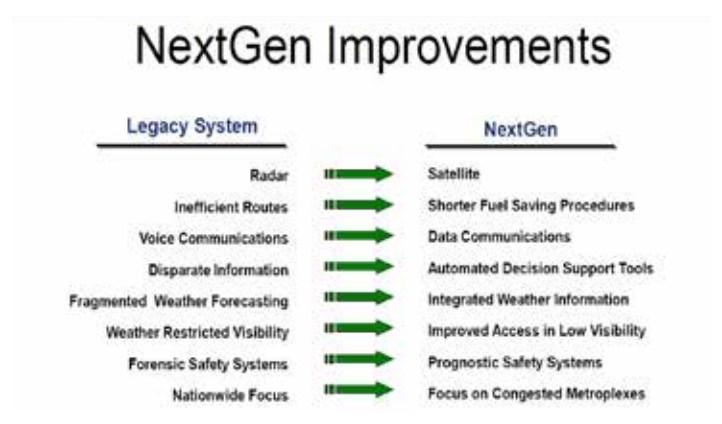 NextGen Improvements
Legacy System NextGen
Radar Satellite
Inefficient Routes Shorter Fuel Saving Procedures
Voice Communications Data Communications
Disparate Information Automated Decision Support Tools
Fragmented Weather Forecasting Integrated Weather Information
Weather Restricted Visibility Improved Access in Low Visibility
Forensic Safety Systems Prognostic Safety Systems
Nationwide Focus Focus on Congested Metroplexes